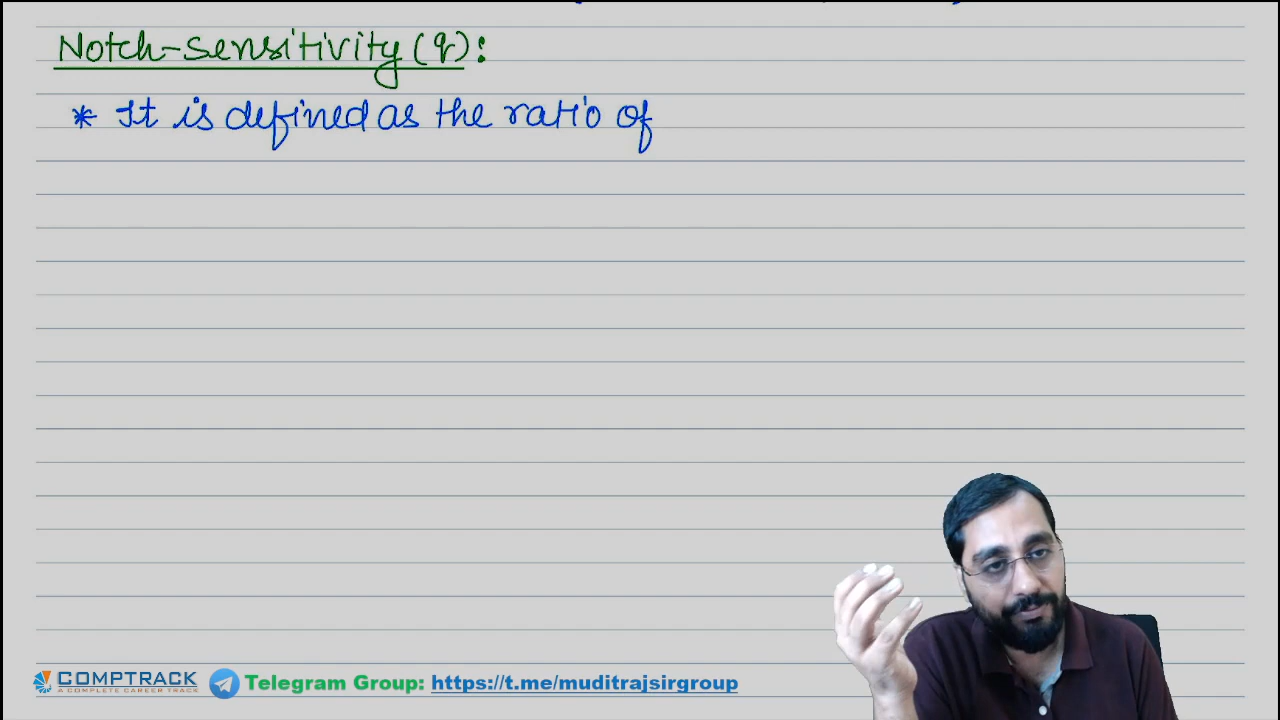 Notch-Sensitivity (q):
* It is defined as the ratio of
COMPTRACK
A COMPLETE CAREER TRACK
Telegram Group: https://t.me/muditrajsirgroup